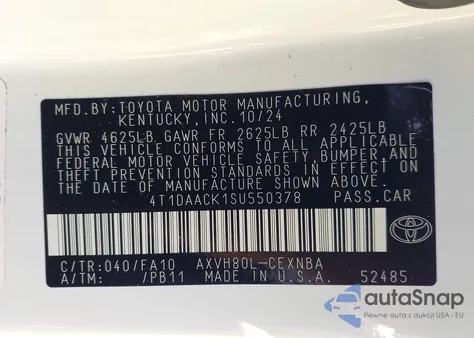 MFD.BY:TOYOTA MOTOR MANUFACTURING,
KENTUCKY,INC.10/24
GVWR 4625LB GAWR FR 2625LB RR 2425LB
THIS VEHICLE CONFORMS TO ALL APPLICABLE
FEDERAL MOTOR VEHICLE SAFETY,BUMPER,AND
THEFT PREVENTION STANDARDS IN EFFECT ON
THE DATE OF MANUFACTURE SHOWN ABOVE.
4T1DAACK1SU550378 PASS.CAR
C/TR:040/FA10 AXVH80L-CEXNBA
A/TM: /PB11 MADE IN U.S.A. 52485
TOYOTA
autoSnap
Pewne auta z USA - EU